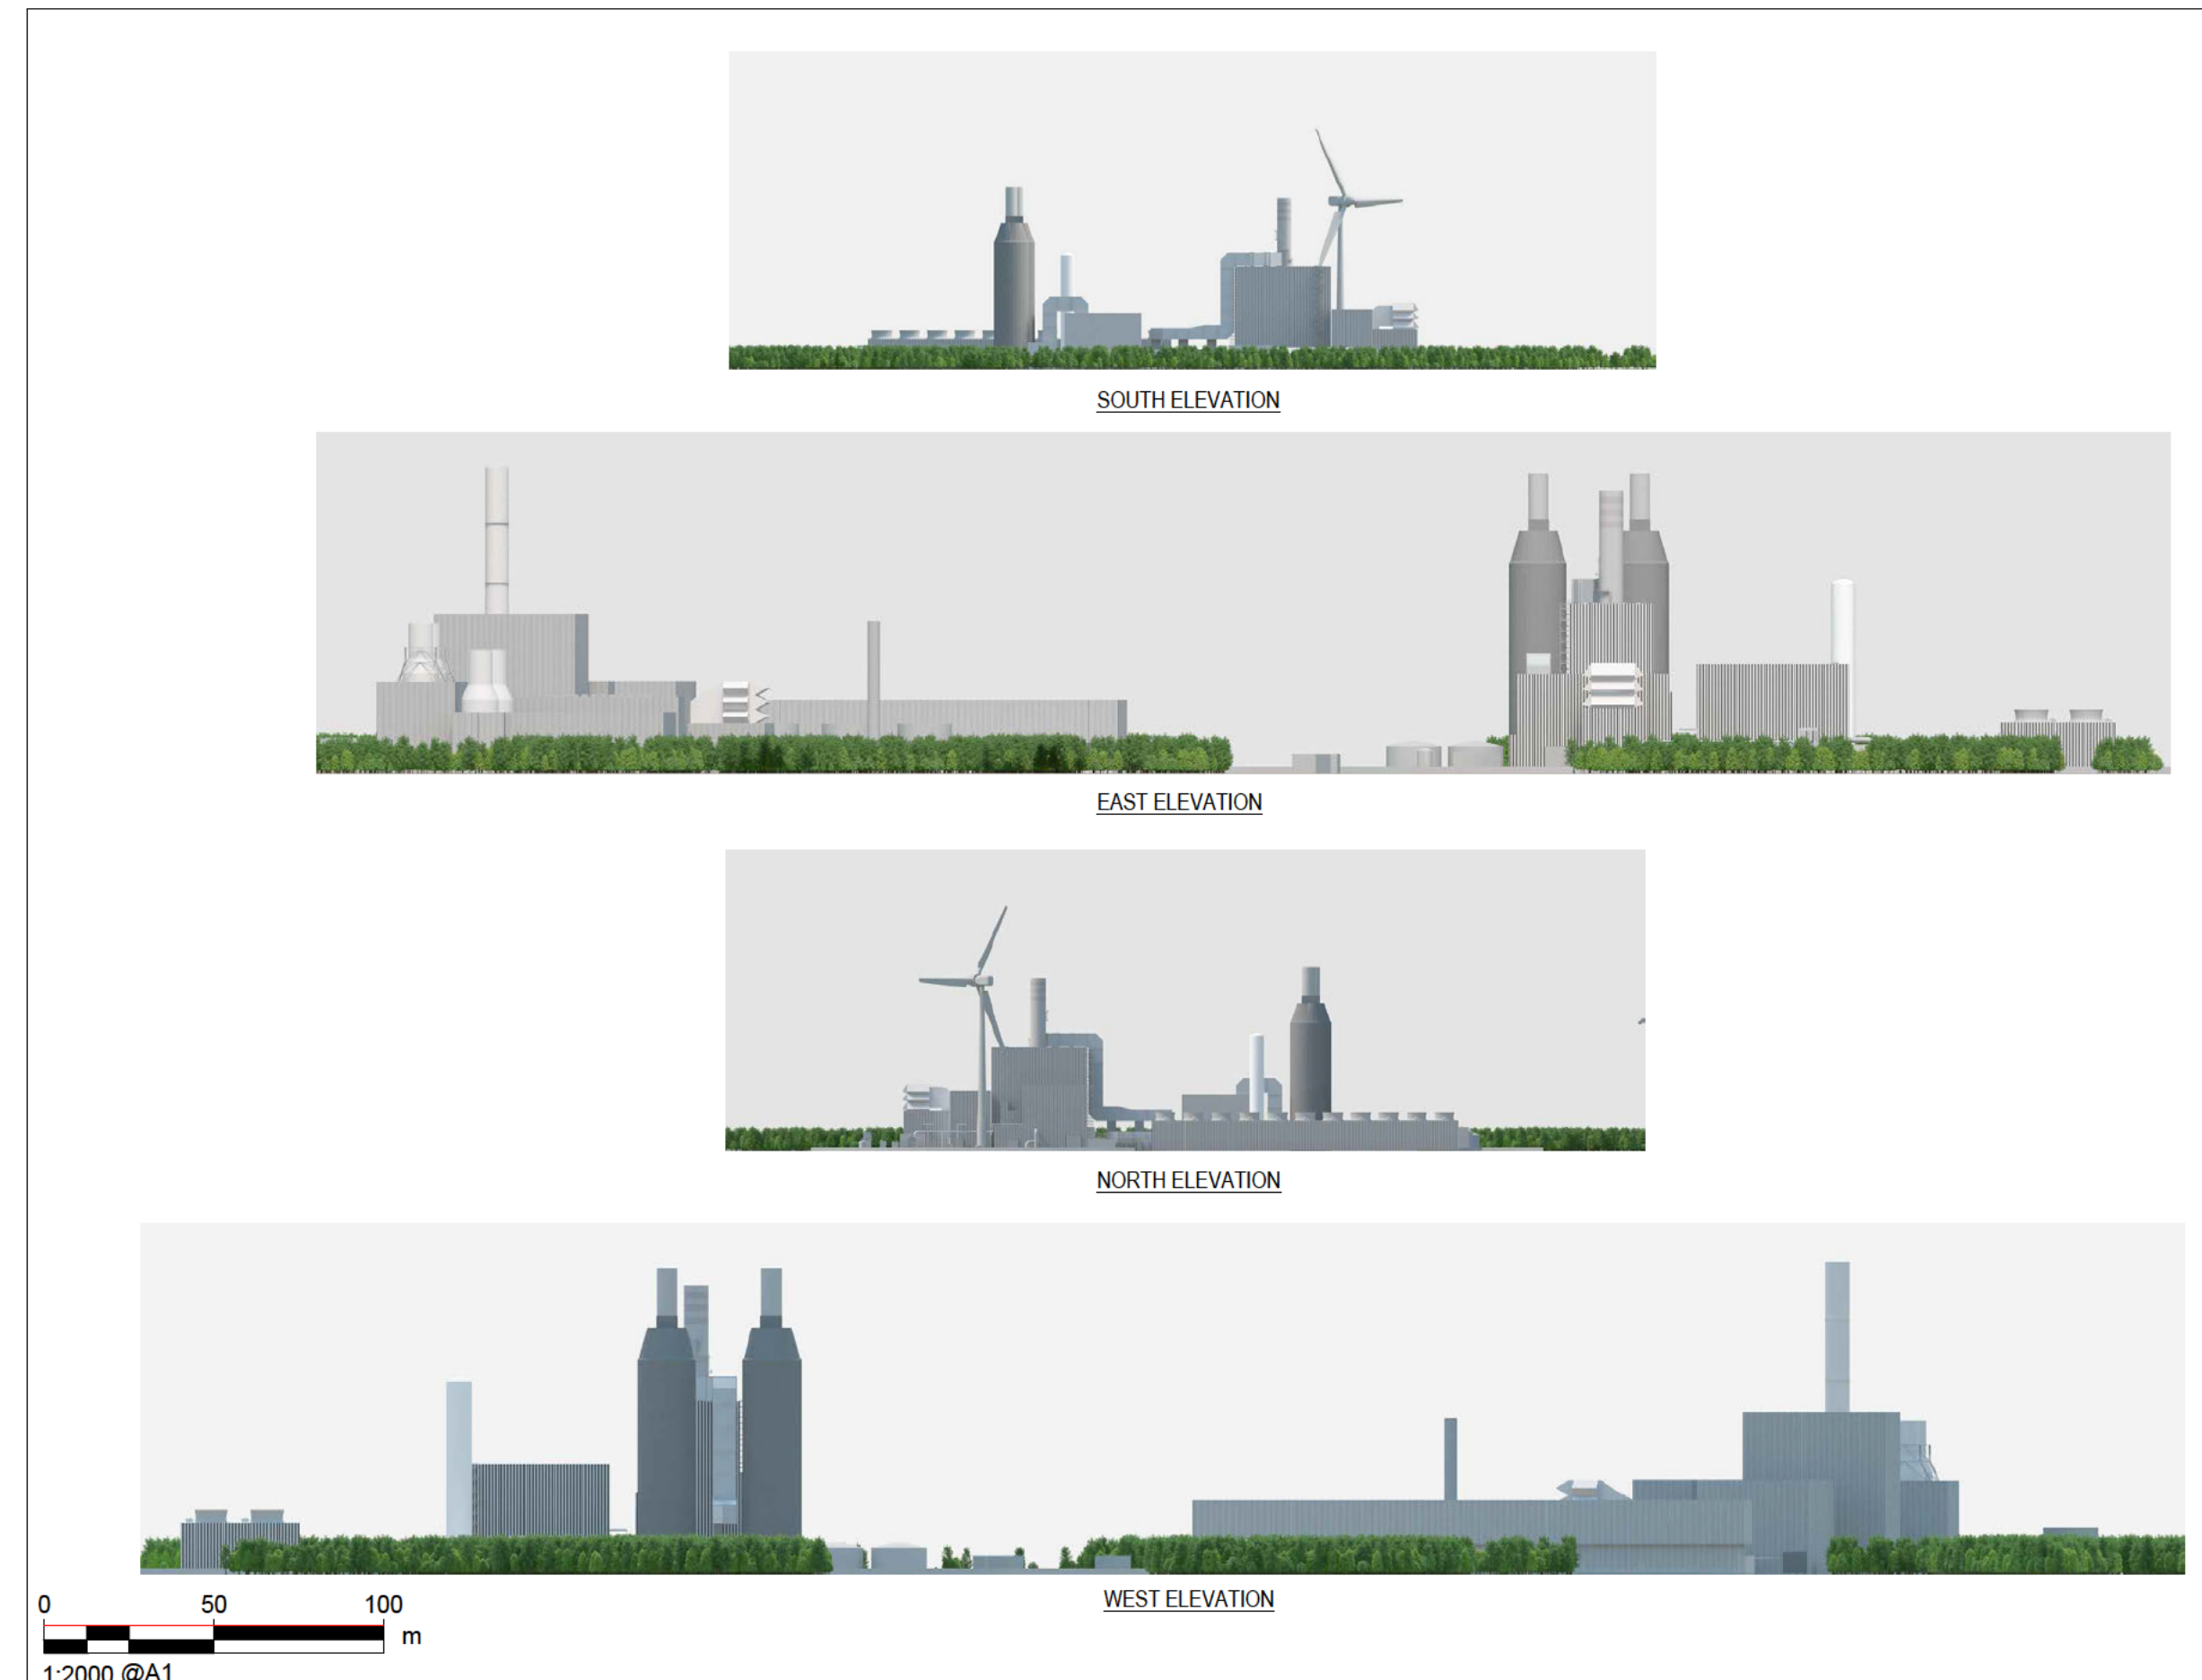 SOUTH ELEVATION
EAST ELEVATION
NORTH ELEVATION
WEST ELEVATION
0 50 100
m
1:2000 @A1